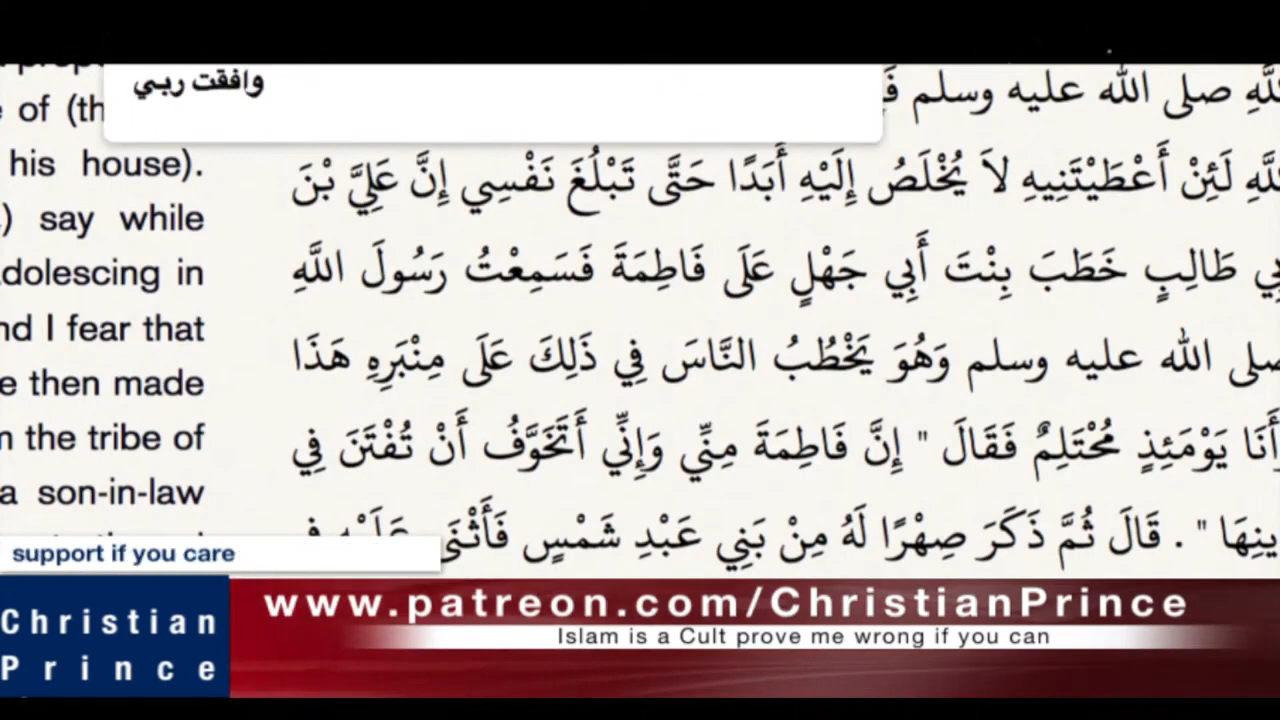 of (th
his house).
say while
dolescing in
nd I fear that
e then made
the tribe of
a son-in-law
وافقت ربي
صلى الله عليه وسلم
لَئِنْ أَعْطَيْتَنِيهِ لاَ يُخْلَصُ إِلَيْهِ أَبَدًا حَتَّى تَبْلُغَ نَفْسِي إِنَّ عَلِيَّ بْنَ
طَالِبٍ خَطَبَ بِنْتَ أَبِي جَهْلٍ عَلَى فَاطِمَةَ فَسَمِعْتُ رَسُولَ اللَّهِ
صلى الله عليه وسلم وَهُوَ يَخْطُبُ النَّاسَ فِي ذَلِكَ عَلَى مِنْبَرِهِ هَذَا
أَنَا يَوْمَئِذٍ مُحْتَلِمٌ فَقَالَ " إِنَّ فَاطِمَةَ مِنِّي وَإِنِّي أَتَخَوَّفُ أَنْ تُفْتَنَ فِي
ينِهَا " . قَالَ ثُمَّ ذَكَرَ صِهْرًا لَهُ مِنْ بَنِي عَبْدِ شَمْسٍ فَأَثْنَى
support if you care
Christian
Prince
www.patreon.com/ChristianPrince
Islam is a Cult prove me wrong if you can